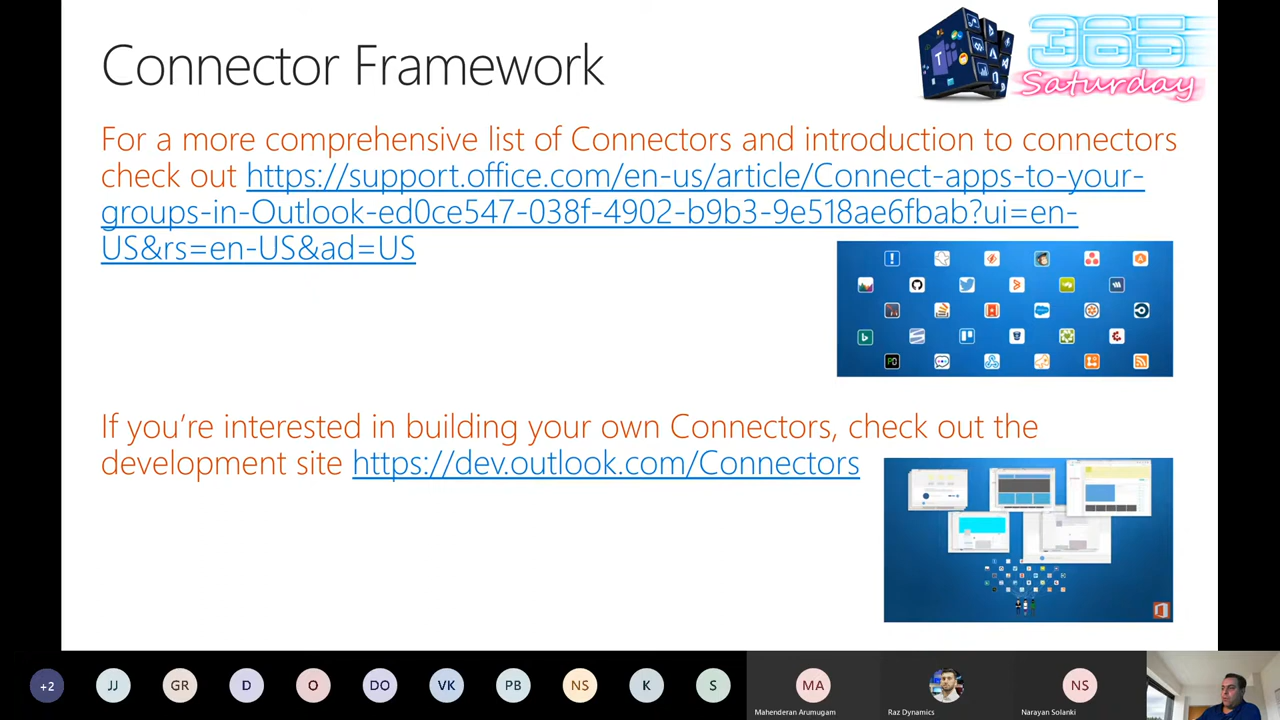 Connector Framework
365
Saturday
For a more comprehensive list of Connectors and introduction to connectors
check out https://support.office.com/en-us/article/Connect-apps-to-your-
groups-in-Outlook-ed0ce547-038f-4902-b9b3-9e518ae6fbab?ui=en-
US&rs=en-US&ad=US
If you're interested in building your own Connectors, check out the
development site https://dev.outlook.com/Connectors
+2 JJ GR D O DO VK PB NS K S MA NS
Mahenderan Arumugam Raz Dynamics Narayan Solanki